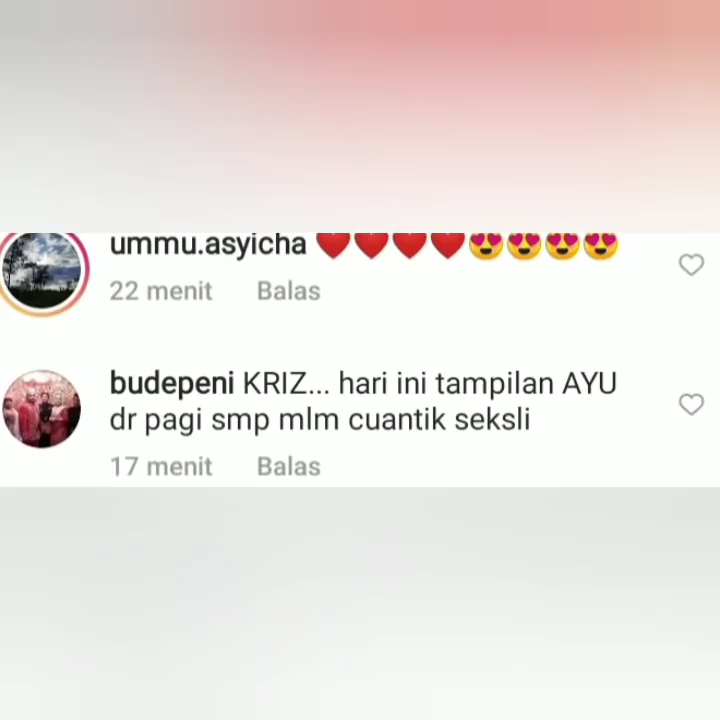 ummu.asyicha ❤️❤️❤️❤️😍😍😍😍
22 menit Balas
budepeni KRIZ... hari ini tampilan AYU
dr pagi smp mlm cuantik seksli
17 menit Balas